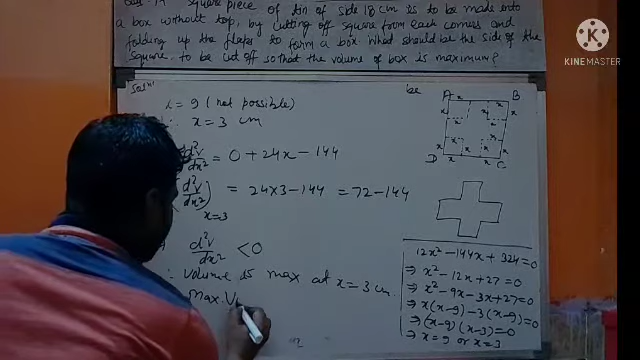 Square piece of tin of side 18 cm is to be made into
a box without top, by cutting off square from each corners and
folding up the flaps to form a box. What should be the side of the
square to be cut off so that the volume of box is maximum?
KINEMASTER
Soln:
x = 9 (not possible)
∴ x = 3 cm
d²v/dx² = 0 + 24x - 144
d²v/dx² ] x=3 = 24×3 - 144 = 72 - 144
d²v/dx² < 0
∴ volume is max at x = 3 cm.
Max. V
be
A x x B
x x x x
x x x x
D x x C
12x² - 144x + 324 = 0
⇒ x² - 12x + 27 = 0
⇒ x² - 9x - 3x + 27 = 0
⇒ x(x-9) - 3(x-9) = 0
⇒ (x-9) (x-3) = 0
⇒ x = 9 or x = 3